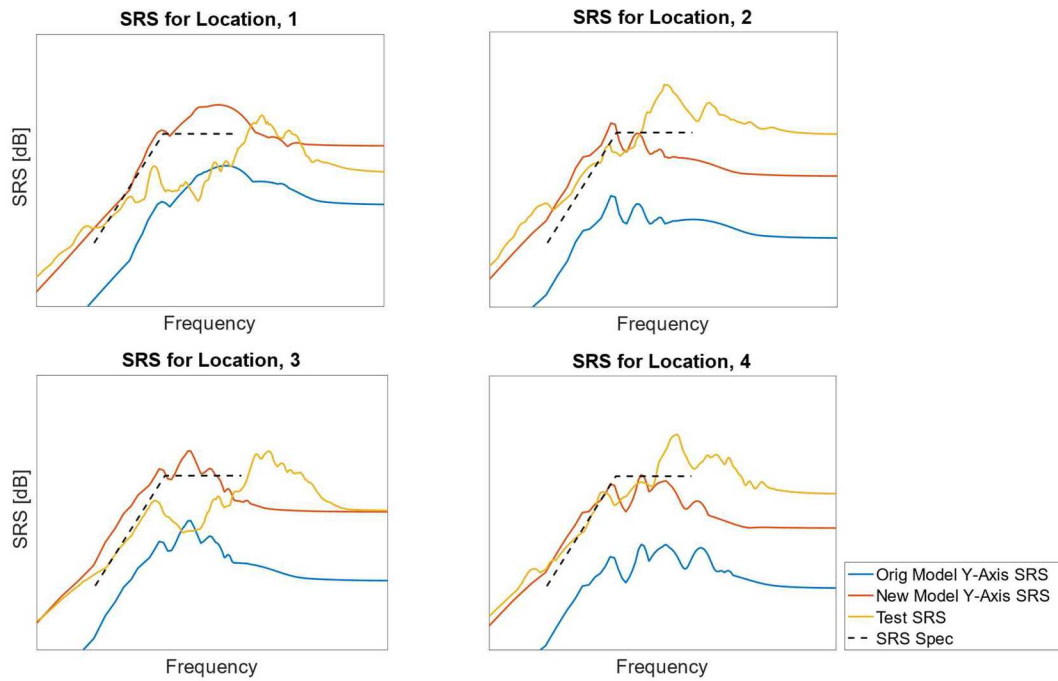 SRS for Location, 1
SRS [dB]
Frequency
SRS for Location, 2
Frequency
SRS for Location, 3
SRS [dB]
Frequency
SRS for Location, 4
Frequency
Orig Model Y-Axis SRS
New Model Y-Axis SRS
Test SRS
SRS Spec